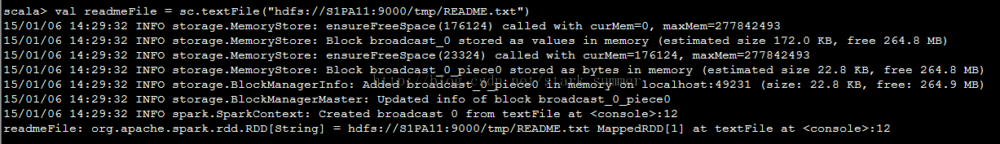 scala> val readmeFile = sc.textFile("hdfs://S1PA11:9000/tmp/README.txt")
15/01/06 14:29:32 INFO storage.MemoryStore: ensureFreeSpace(176124) called with curMem=0, maxMem=277842493
15/01/06 14:29:32 INFO storage.MemoryStore: Block broadcast_0 stored as values in memory (estimated size 172.0 KB, free 264.8 MB)
15/01/06 14:29:32 INFO storage.MemoryStore: ensureFreeSpace(23324) called with curMem=176124, maxMem=277842493
15/01/06 14:29:32 INFO storage.MemoryStore: Block broadcast_0_piece0 stored as bytes in memory (estimated size 22.8 KB, free 264.8 MB)
15/01/06 14:29:32 INFO storage.BlockManagerInfo: Added broadcast_0_piece0 in memory on localhost:49231 (size: 22.8 KB, free: 264.9 MB)
http://blog.csdn.net/stark_summer
15/01/06 14:29:32 INFO storage.BlockManagerMaster: Updated info of block broadcast_0_piece0
15/01/06 14:29:32 INFO spark.SparkContext: Created broadcast 0 from textFile at <console>:12
readmeFile: org.apache.spark.rdd.RDD[String] = hdfs://S1PA11:9000/tmp/README.txt MappedRDD[1] at textFile at <console>:12